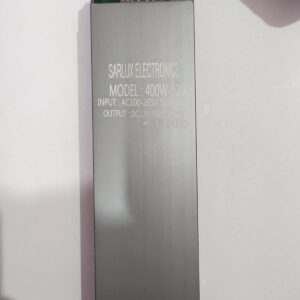 SARLUX ELECTRONICS
MODEL : 400W-12V
INPUT : AC100-265V
OUTPUT : DC12V